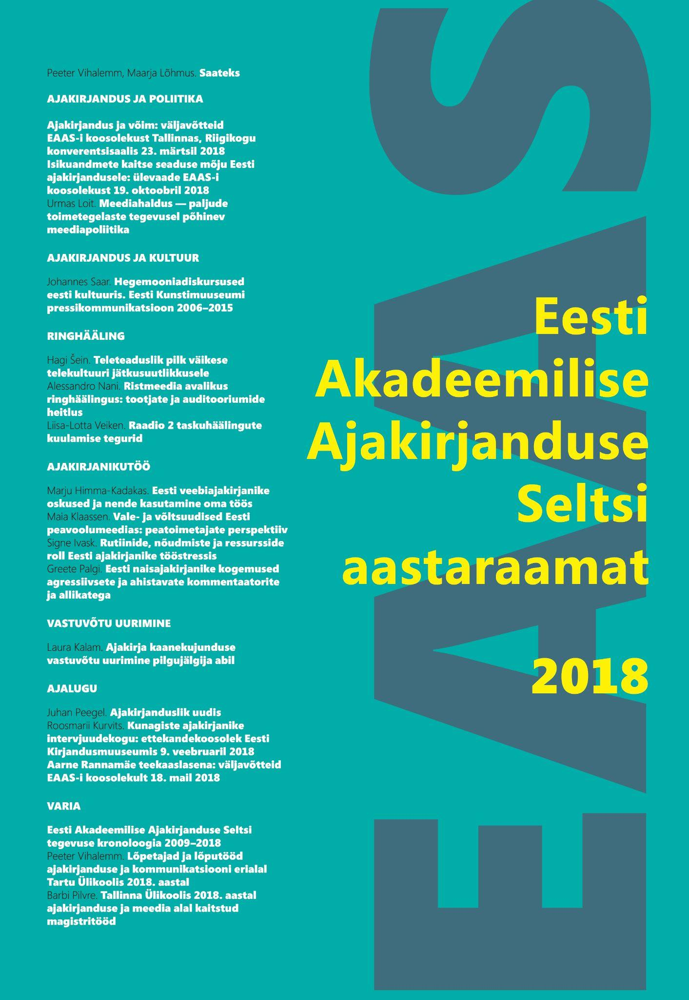 Peeter Vihalemm, Maarja Lõhmus. Saateks
AJAKIRJANDUS JA POLIITIKA
Ajakirjandus ja võim: väljavõtteid
EAAS-i koosolekust Tallinnas, Riigikogu
konverentsisaalis 23. märtsil 2018
Isikuandmete kaitse seaduse mõju Eesti
ajakirjandusele: ülevaade EAAS-i
koosolekust 19. oktoobril 2018
Urmas Loit. Meediahaldus — paljude
toimetegelaste tegevusel põhinev
meediapoliitika
AJAKIRJANDUS JA KULTUUR
Johannes Saar. Hegemooniadiskursused
eesti kultuuris. Eesti Kunstimuuseumi
pressikommunikatsioon 2006–2015
RINGHÄÄLING
Hagi Šein. Teleteaduslik pilk väikese
telekultuuri jätkusuutlikkusele
Alessandro Nani. Ristmeedia avalikus
ringhäälingus: tootjate ja auditooriumide
heitlus
Liisa-Lotta Veiken. Raadio 2 taskuhäälingute
kuulamise tegurid
AJAKIRJANIKUTÖÖ
Marju Himma-Kadakas. Eesti veebiajakirjanike
oskused ja nende kasutamine oma töös
Maia Klaassen. Vale- ja võltsuudised Eesti
peavoolumeedias: peatoimetajate perspektiiv
Signe Ivask. Rutiinide, nõudmiste ja ressursside
roll Eesti ajakirjanike tööstressis
Greete Palgi. Eesti naisajakirjanike kogemused
agressiivsete ja ahistavate kommentaatorite
ja allikatega
VASTUVÕTU UURIMINE
Laura Kalam. Ajakirja kaanekujunduse
vastuvõtu uurimine pilgujälgija abil
AJALUGU
Juhan Peegel. Ajakirjanduslik uudis
Roosmarii Kurvits. Kunagiste ajakirjanike
intervjuudekogu: ettekandekoosolek Eesti
Kirjandusmuuseumis 9. veebruaril 2018
Aarne Rannamäe teekaaslasena: väljavõtteid
EAAS-i koosolekult 18. mail 2018
VARIA
Eesti Akadeemilise Ajakirjanduse Seltsi
tegevuse kronoloogia 2009–2018
Peeter Vihalemm. Lõpetajad ja lõputööd
ajakirjanduse ja kommunikatsiooni erialal
Tartu Ülikoolis 2018. aastal
Barbi Pilvre. Tallinna Ülikoolis 2018. aastal
ajakirjanduse ja meedia alal kaitstud
magistritööd
EAAS
Eesti
Akadeemilise
Ajakirjanduse
Seltsi
aastaraamat
2018